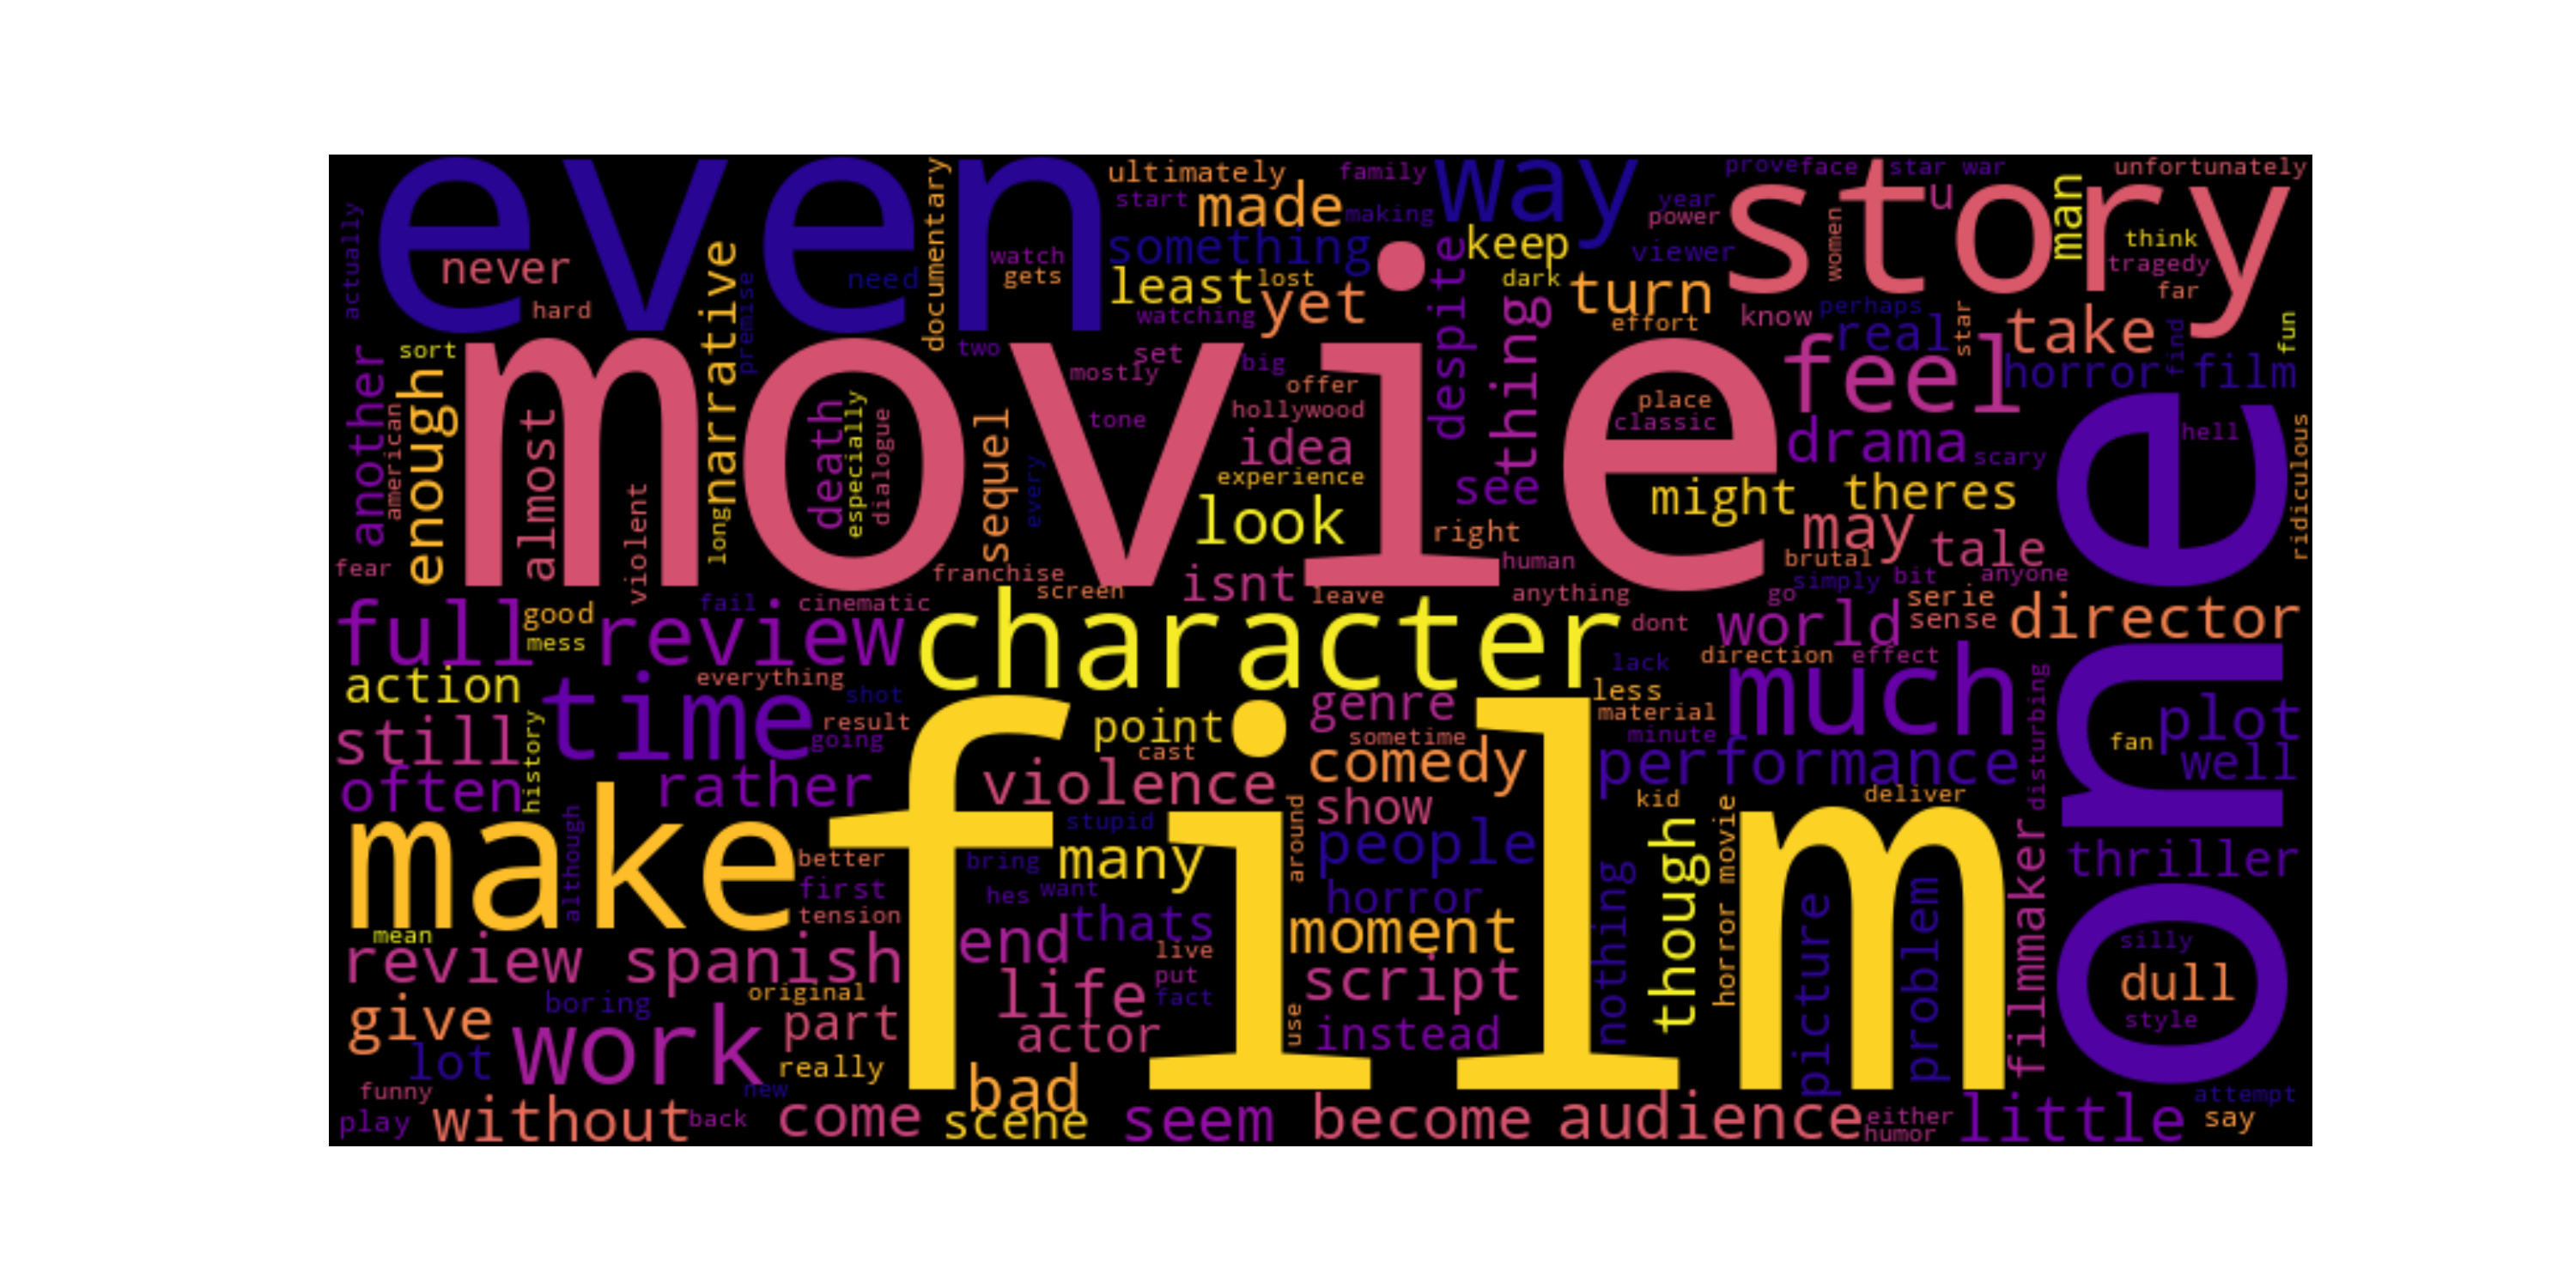 even
ultimately
family
way
proveface
star war
unfortunately
documentary
start
made
making
year
power
story
u
man
women
think
tragedy
far
actually
never
hard
need
watch
gets
something
least
lost
yet
watching
despite
keep
dark
turn
effort
viewer
know
perhaps
real
star
take
find
fun
sort
narrative
premise
two
mostly
set
big
offer
hollywood
thing
feel
horror film
another
american
enough
movie
almost
violent
long
death
especially
dialogue
sequel
every
tone
idea
experience
look
see
place
classic
drama
scary
hell
one
ridiculous
might
theres
right
may
tale
fear
franchise
screen
isnt
leave
human
anything
brutal
simply
bit
anyone
go
serie
sense
director
full
good
mess
review
fail
cinematic
character
dont
world
action
everything
shot
lack
direction
effect
less
material
minute
much
disturbing
still
history
time
result
going
point
cast
genre
sometime
comedy
performance
plot
fan
well
often
rather
violence
show
kid
deliver
make
although
better
first
tension
film
stupid
bring
many
hes
want
around
people
horror
nothing
though
horror movie
picture
problem
filmmaker
thriller
mean
review spanish
end
thats
live
moment
life
put
fact
script
silly
dull
style
give
boring
original
part
actor
use
instead
lot
work
really
new
bad
funny
play
without
back
come
scene
seem
become
audience
either
humor
little
attempt
say